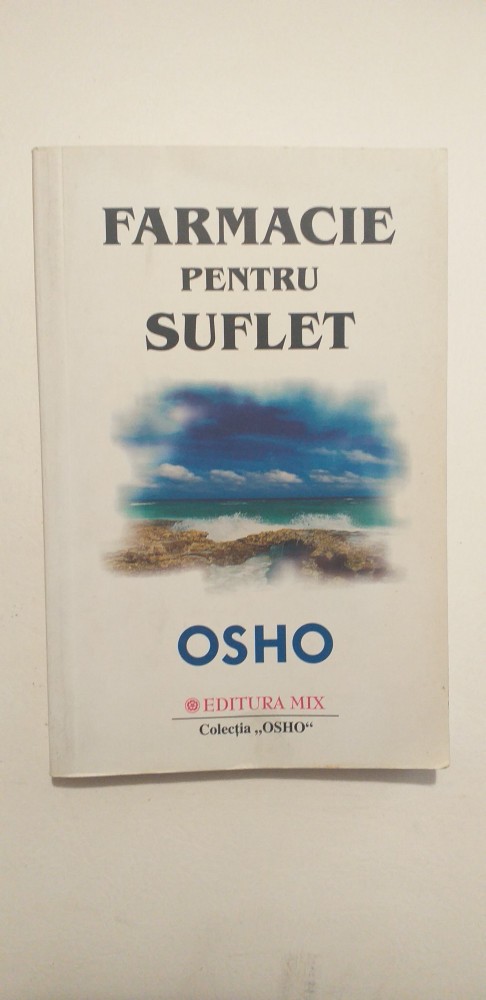 FARMACIE
PENTRU
SUFLET
OSHO
EDITURA MIX
Colecția „OSHO“